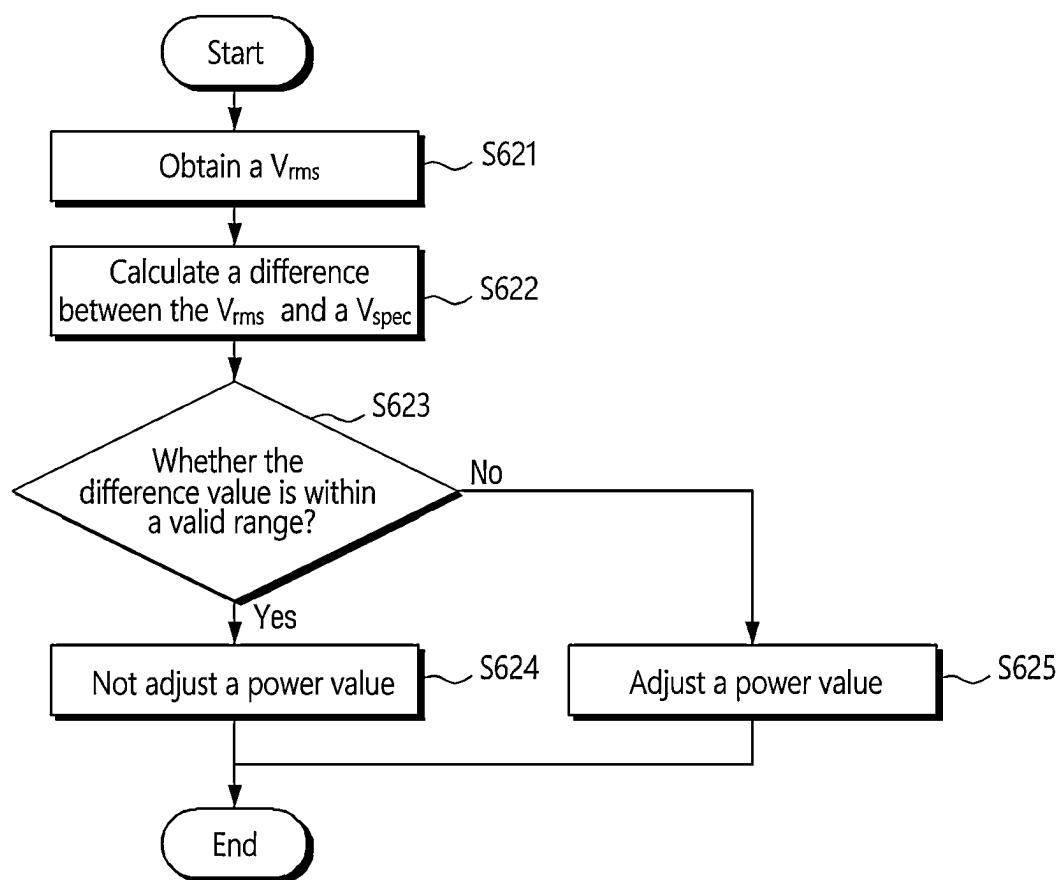 Start
Obtain a Vrms
S621
Calculate a difference
between the Vrms and a Vspec
S622
S623
Whether the
difference value is within
a valid range?
No
Yes
Not adjust a power value
S624
Adjust a power value
S625
End